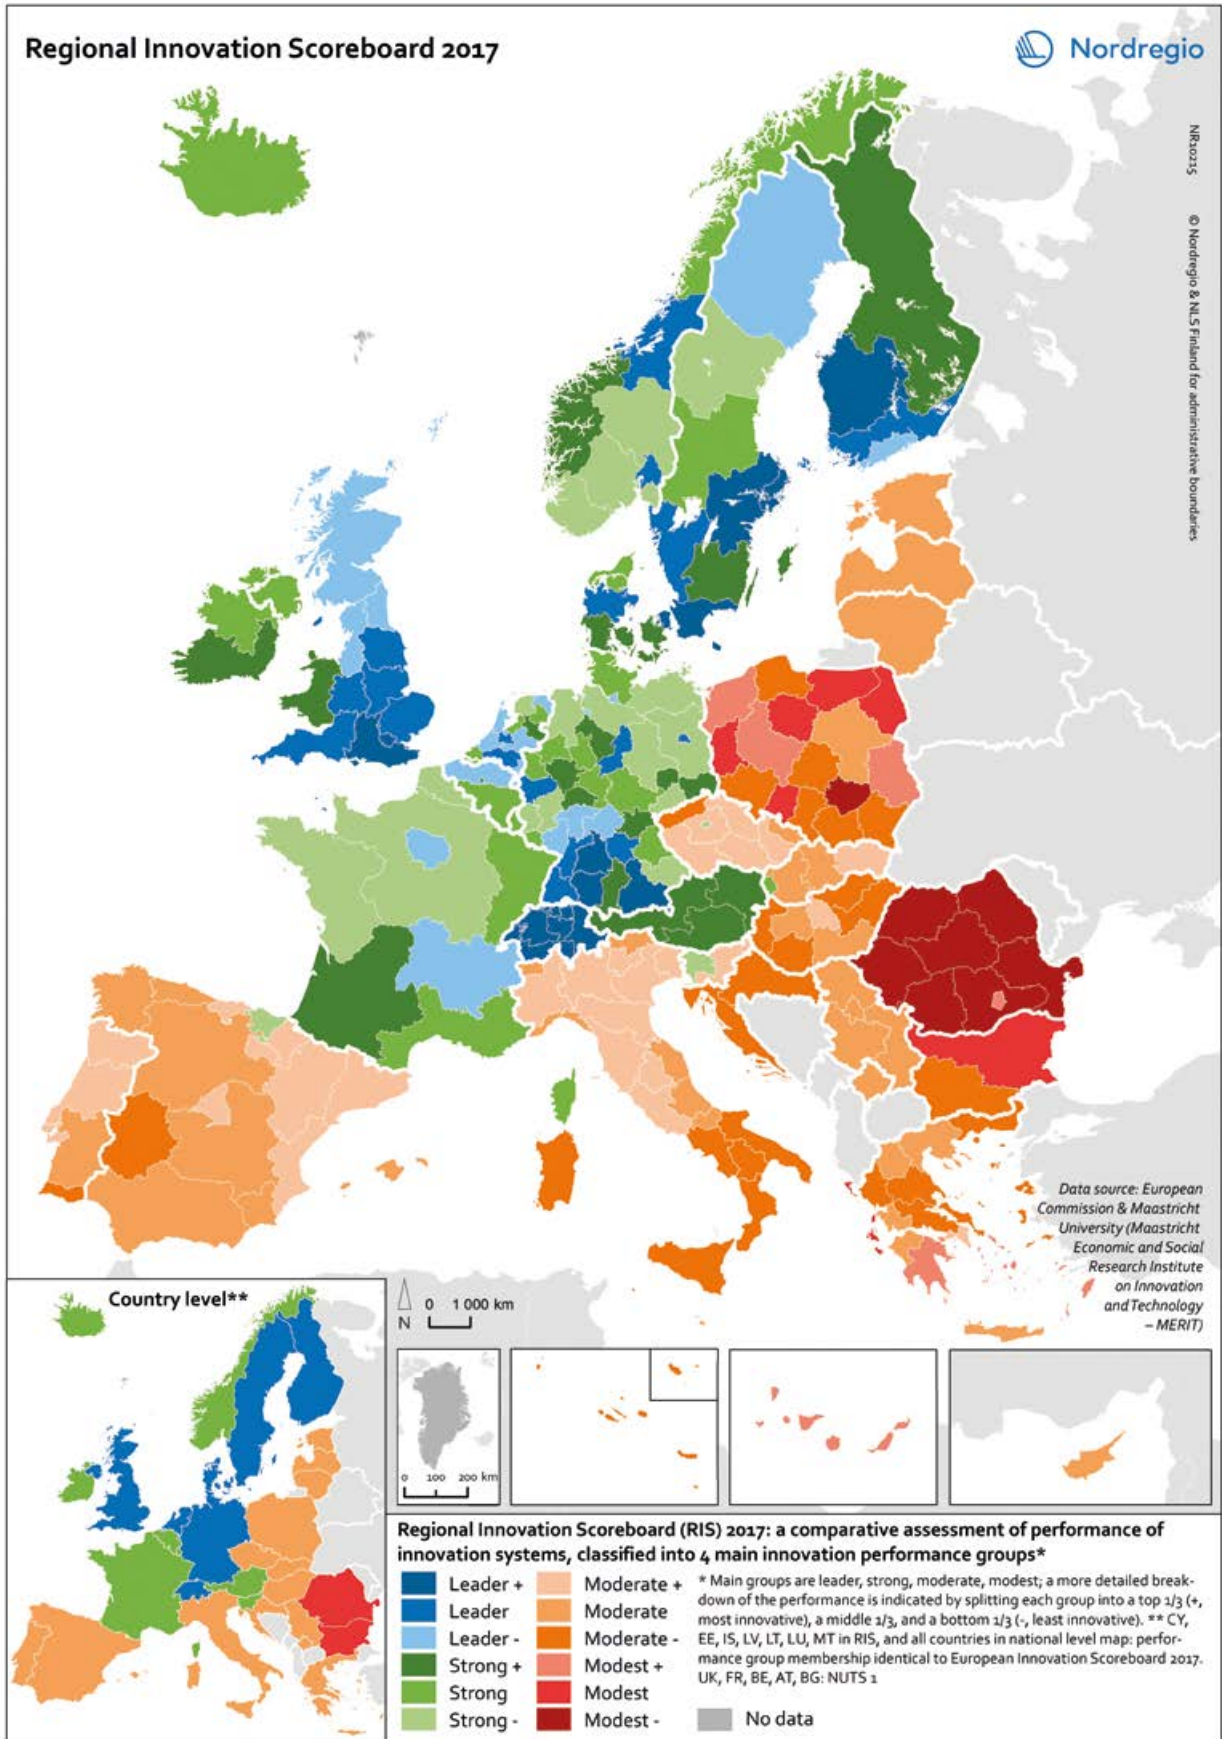 Regional Innovation Scoreboard 2017
Nordregio
NR10215
© Nordregio & NLS Finland for administrative boundaries
Data source: European
Commission & Maastricht
University (Maastricht
Economic and Social
Research Institute
on Innovation
and Technology
– MERIT)
Country level**
N
0 1 000 km
0 100 200 km
Regional Innovation Scoreboard (RIS) 2017: a comparative assessment of performance of
innovation systems, classified into 4 main innovation performance groups*
Leader +
Leader
Leader -
Strong +
Strong
Strong -
Moderate +
Moderate
Moderate -
Modest +
Modest
Modest -
* Main groups are leader, strong, moderate, modest; a more detailed break-
down of the performance is indicated by splitting each group into a top 1/3 (+,
most innovative), a middle 1/3, and a bottom 1/3 (-, least innovative). ** CY,
EE, IS, LV, LT, LU, MT in RIS, and all countries in national level map: perfor-
mance group membership identical to European Innovation Scoreboard 2017.
UK, FR, BE, AT, BG: NUTS 1
No data